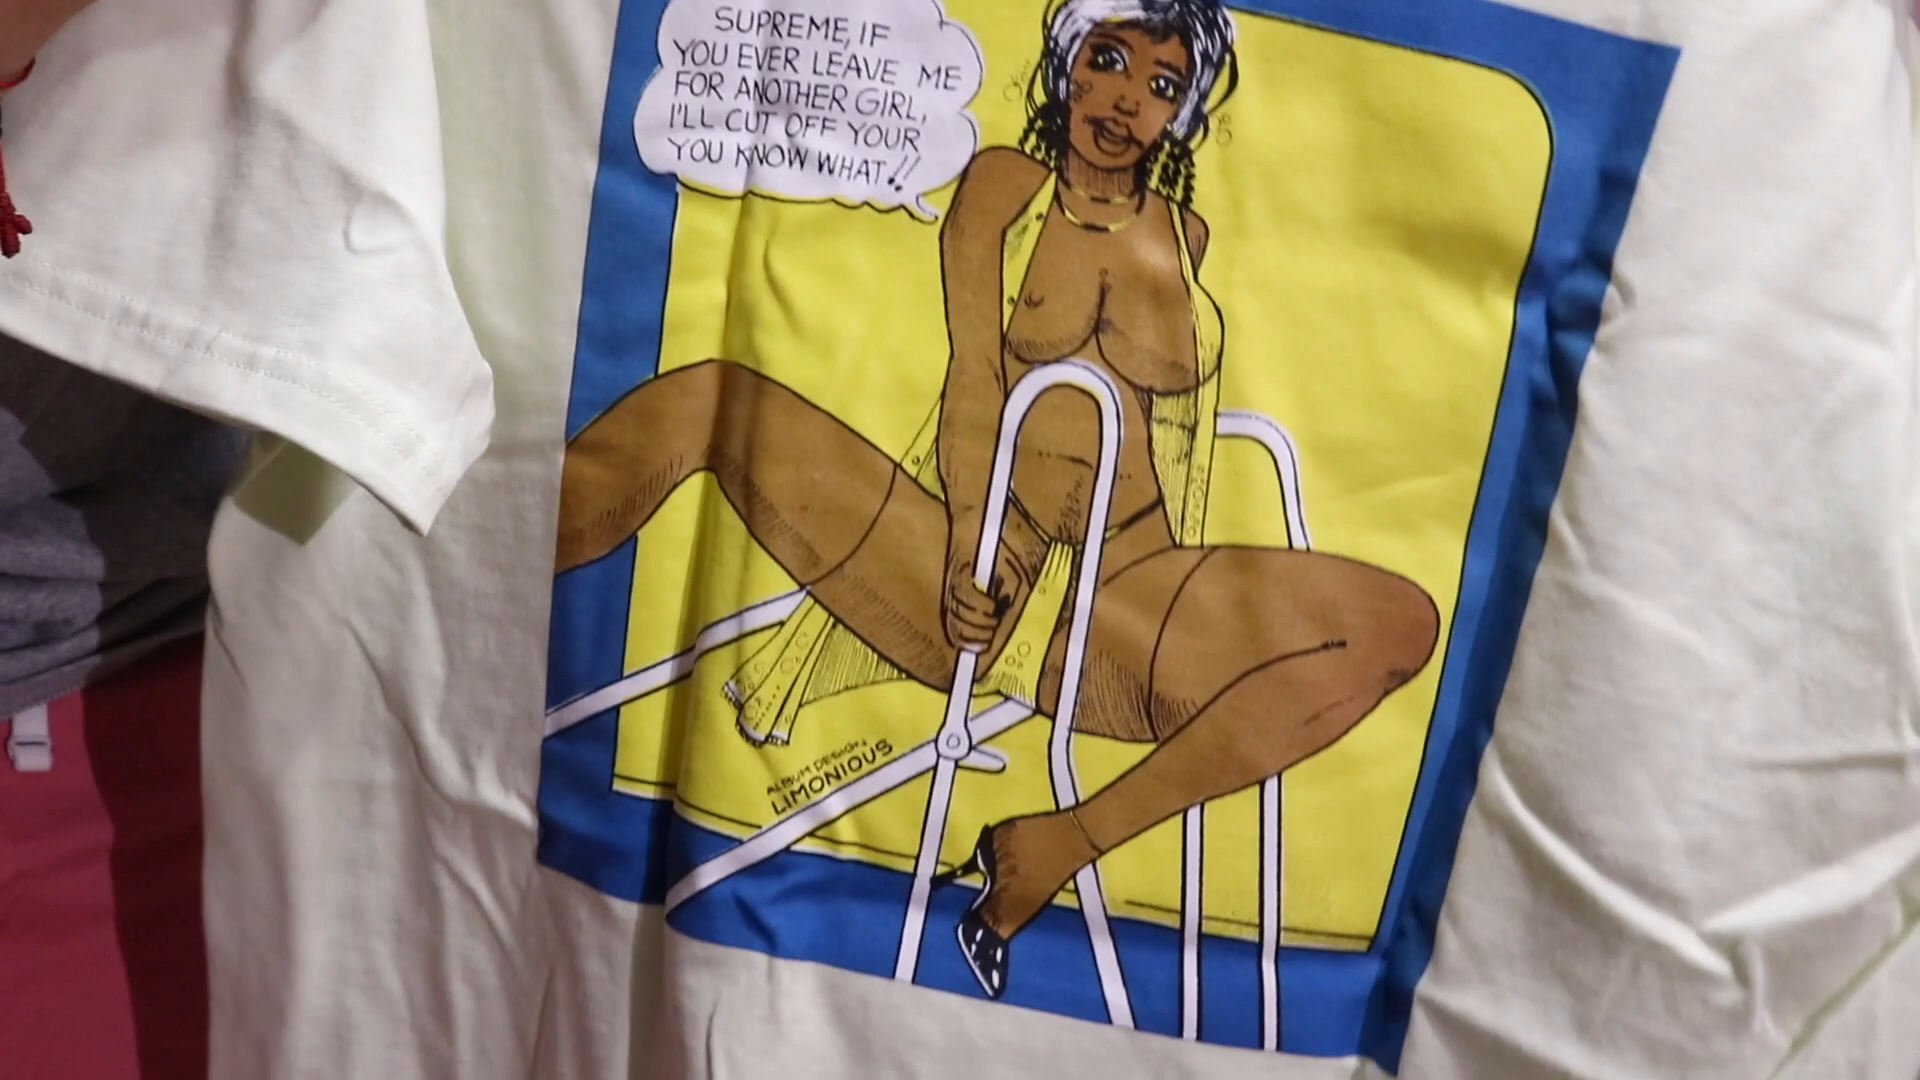 SUPREME, IF
YOU EVER LEAVE ME
FOR ANOTHER GIRL,
I'LL CUT OFF YOUR
YOU KNOW WHAT!!
ALBUM DESIGN
LIMONIOUS